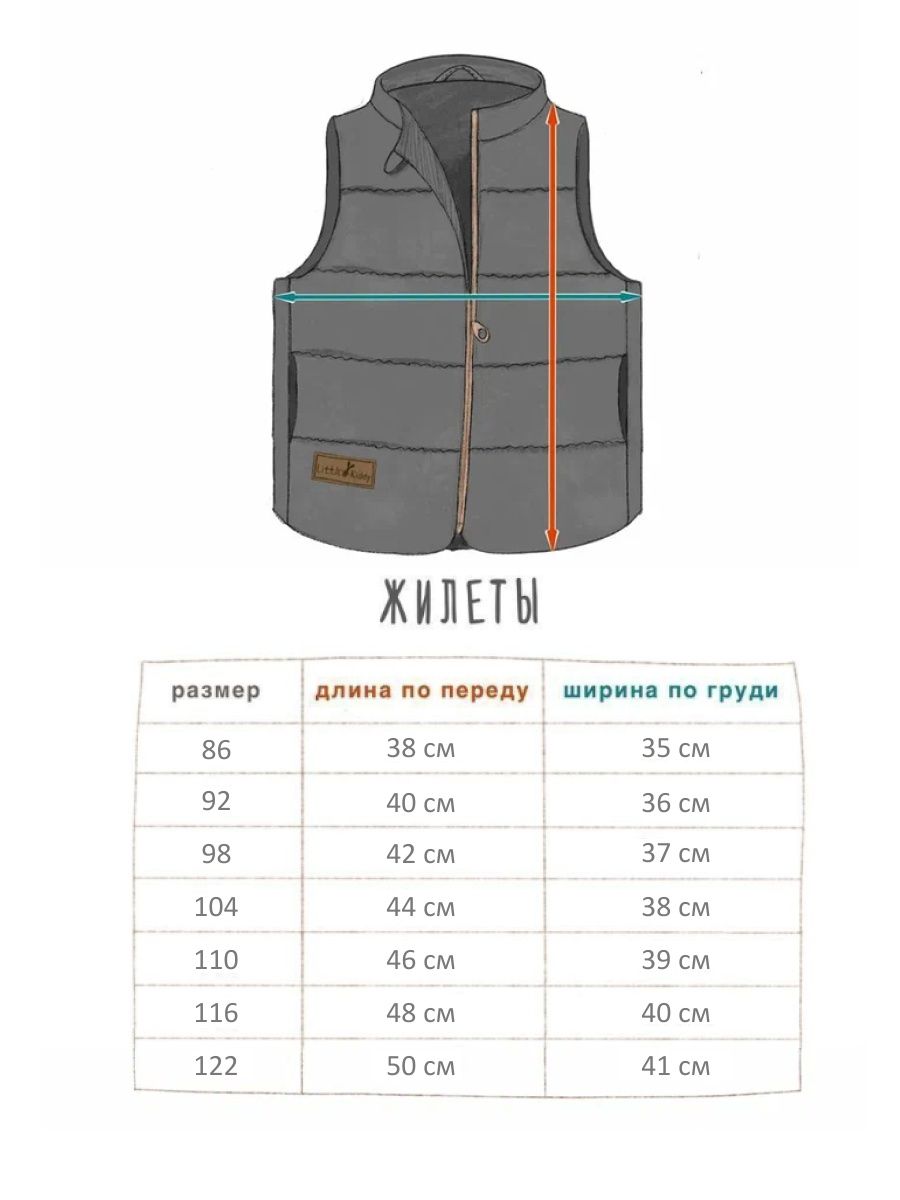 Little Kiddy
ЖИЛЕТЫ
размер длина по переду ширина по груди
86 38 см 35 см
92 40 см 36 см
98 42 см 37 см
104 44 см 38 см
110 46 см 39 см
116 48 см 40 см
122 50 см 41 см